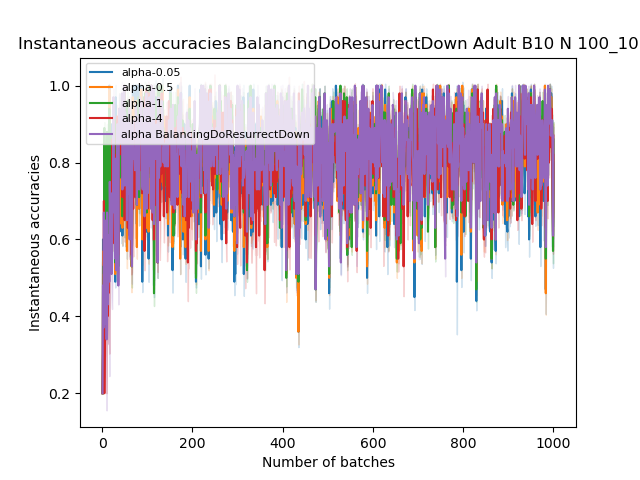 Instantaneous accuracies BalancingDoResurrectDown Adult B10 N 100_10
alpha-0.05
alpha-0.5
alpha-1
alpha-4
alpha BalancingDoResurrectDown
Instantaneous accuracies
1.0
0.8
0.6
0.4
0.2
0 200 400 600 800 1000
Number of batches